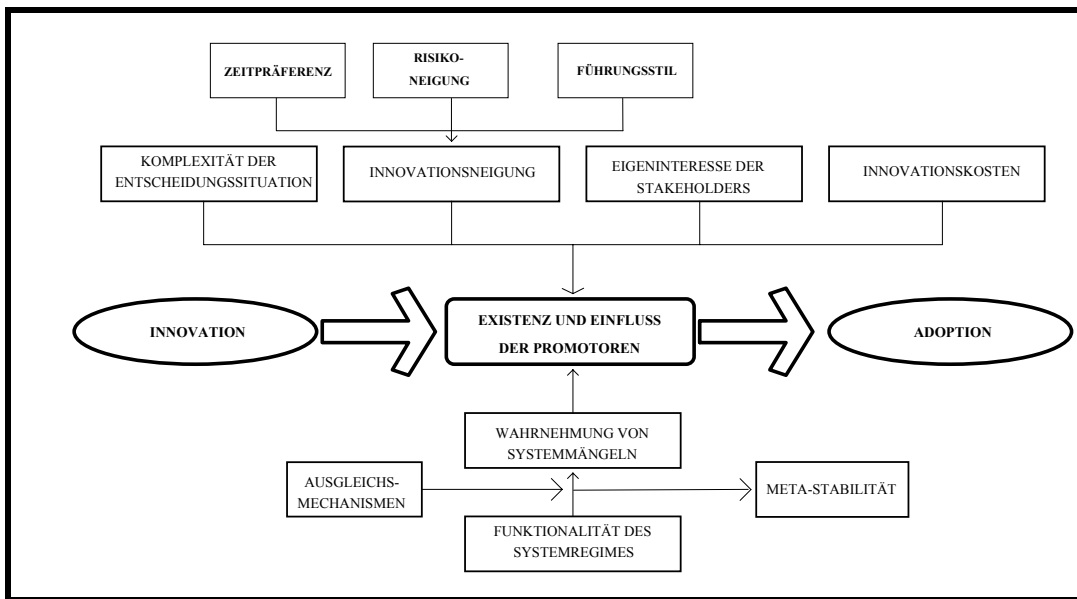 ZEITPRÄFERENZ
RISIKO-
NEIGUNG
FÜHRUNGSSTIL
KOMPLEXITÄT DER
ENTSCHEIDUNGSSITUATION
INNOVATIONSNEIGUNG
EIGENINTERESSE DER
STAKEHOLDERS
INNOVATIONSKOSTEN
INNOVATION
EXISTENZ UND EINFLUSS
DER PROMOTOREN
ADOPTION
WAHRNEHMUNG VON
SYSTEMMÄNGELN
AUSGLEICHS-
MECHANISMEN
META-STABILITÄT
FUNKTIONALITÄT DES
SYSTEMREGIMES